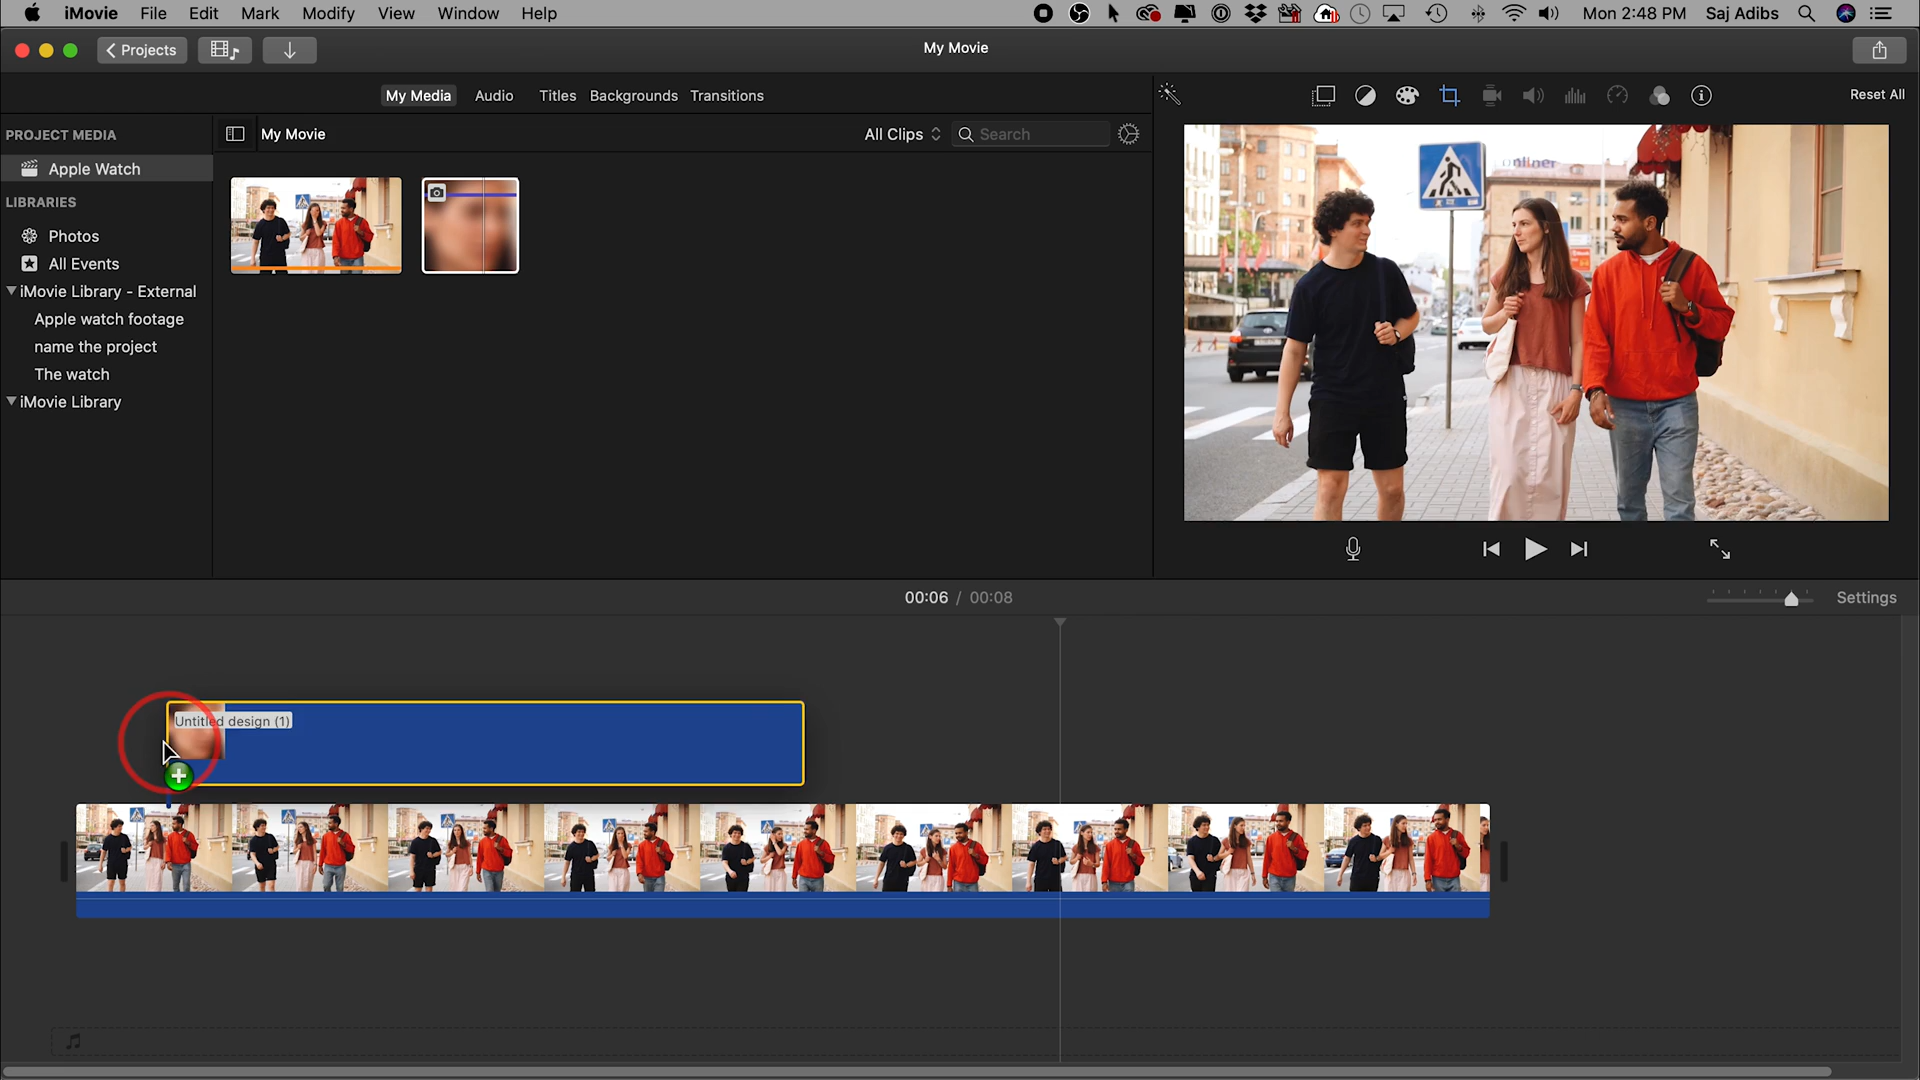 iMovie File Edit Mark Modify View Window Help Mon 2:48 PM Saj Adibs
Projects My Movie
My Media Audio Titles Backgrounds Transitions Reset All
PROJECT MEDIA My Movie All Clips Search
Apple Watch
LIBRARIES
Photos
All Events
iMovie Library - External
Apple watch footage
name the project
The watch
iMovie Library
onliner
00:06 / 00:08 Settings
Untitled design (1)